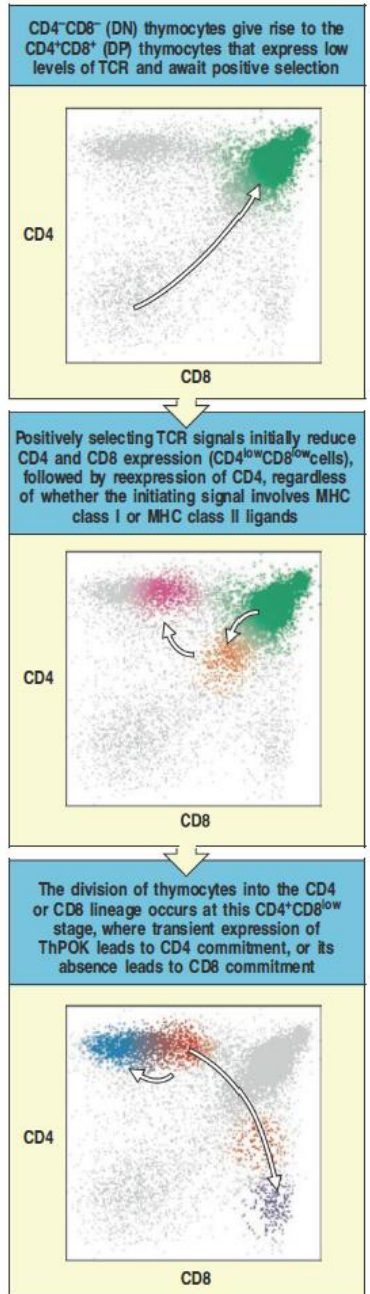 CD4⁻CD8⁻ (DN) thymocytes give rise to the
CD4⁺CD8⁺ (DP) thymocytes that express low
levels of TCR and await positive selection
CD4
CD8
Positively selecting TCR signals initially reduce
CD4 and CD8 expression (CD4ˡᵒʷCD8ˡᵒʷcells),
followed by reexpression of CD4, regardless
of whether the initiating signal involves MHC
class I or MHC class II ligands
CD4
CD8
The division of thymocytes into the CD4
or CD8 lineage occurs at this CD4⁺CD8ˡᵒʷ
stage, where transient expression of
ThPOK leads to CD4 commitment, or its
absence leads to CD8 commitment
CD4
CD8